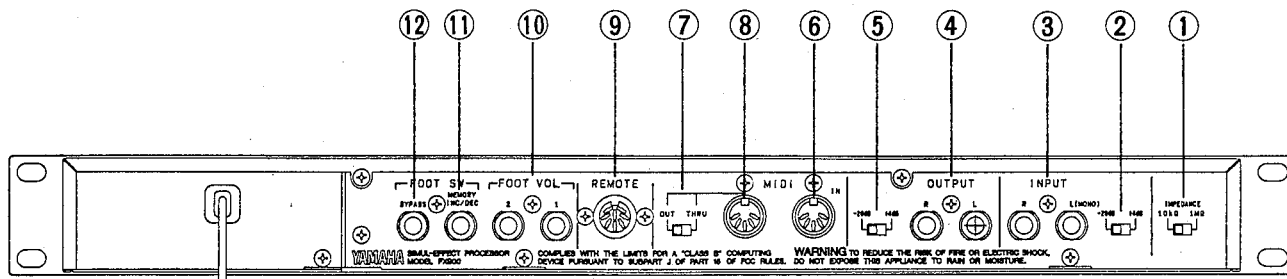 ⑫ ⑪ ⑩ ⑨ ⑦ ⑧ ⑥ ⑤ ④ ③ ② ①
FOOT SW FOOT VOL REMOTE MIDI OUTPUT INPUT
BYPASS MEMORY INC/DEC 2 1 OUT THRU IN -20dB +4dB R L R L(MONO) -20dB +4dB IMPEDANCE 10KΩ 1MΩ
YAMAHA SIMUL-EFFECT PROCESSOR MODEL FX500
COMPLIES WITH THE LIMITS FOR A "CLASS B" COMPUTING
DEVICE PURSUANT TO SUBPART J OF PART 15 OF FCC RULES.
WARNING TO REDUCE THE RISK OF FIRE OR ELECTRIC SHOCK,
DO NOT EXPOSE THIS APPLIANCE TO RAIN OR MOISTURE.